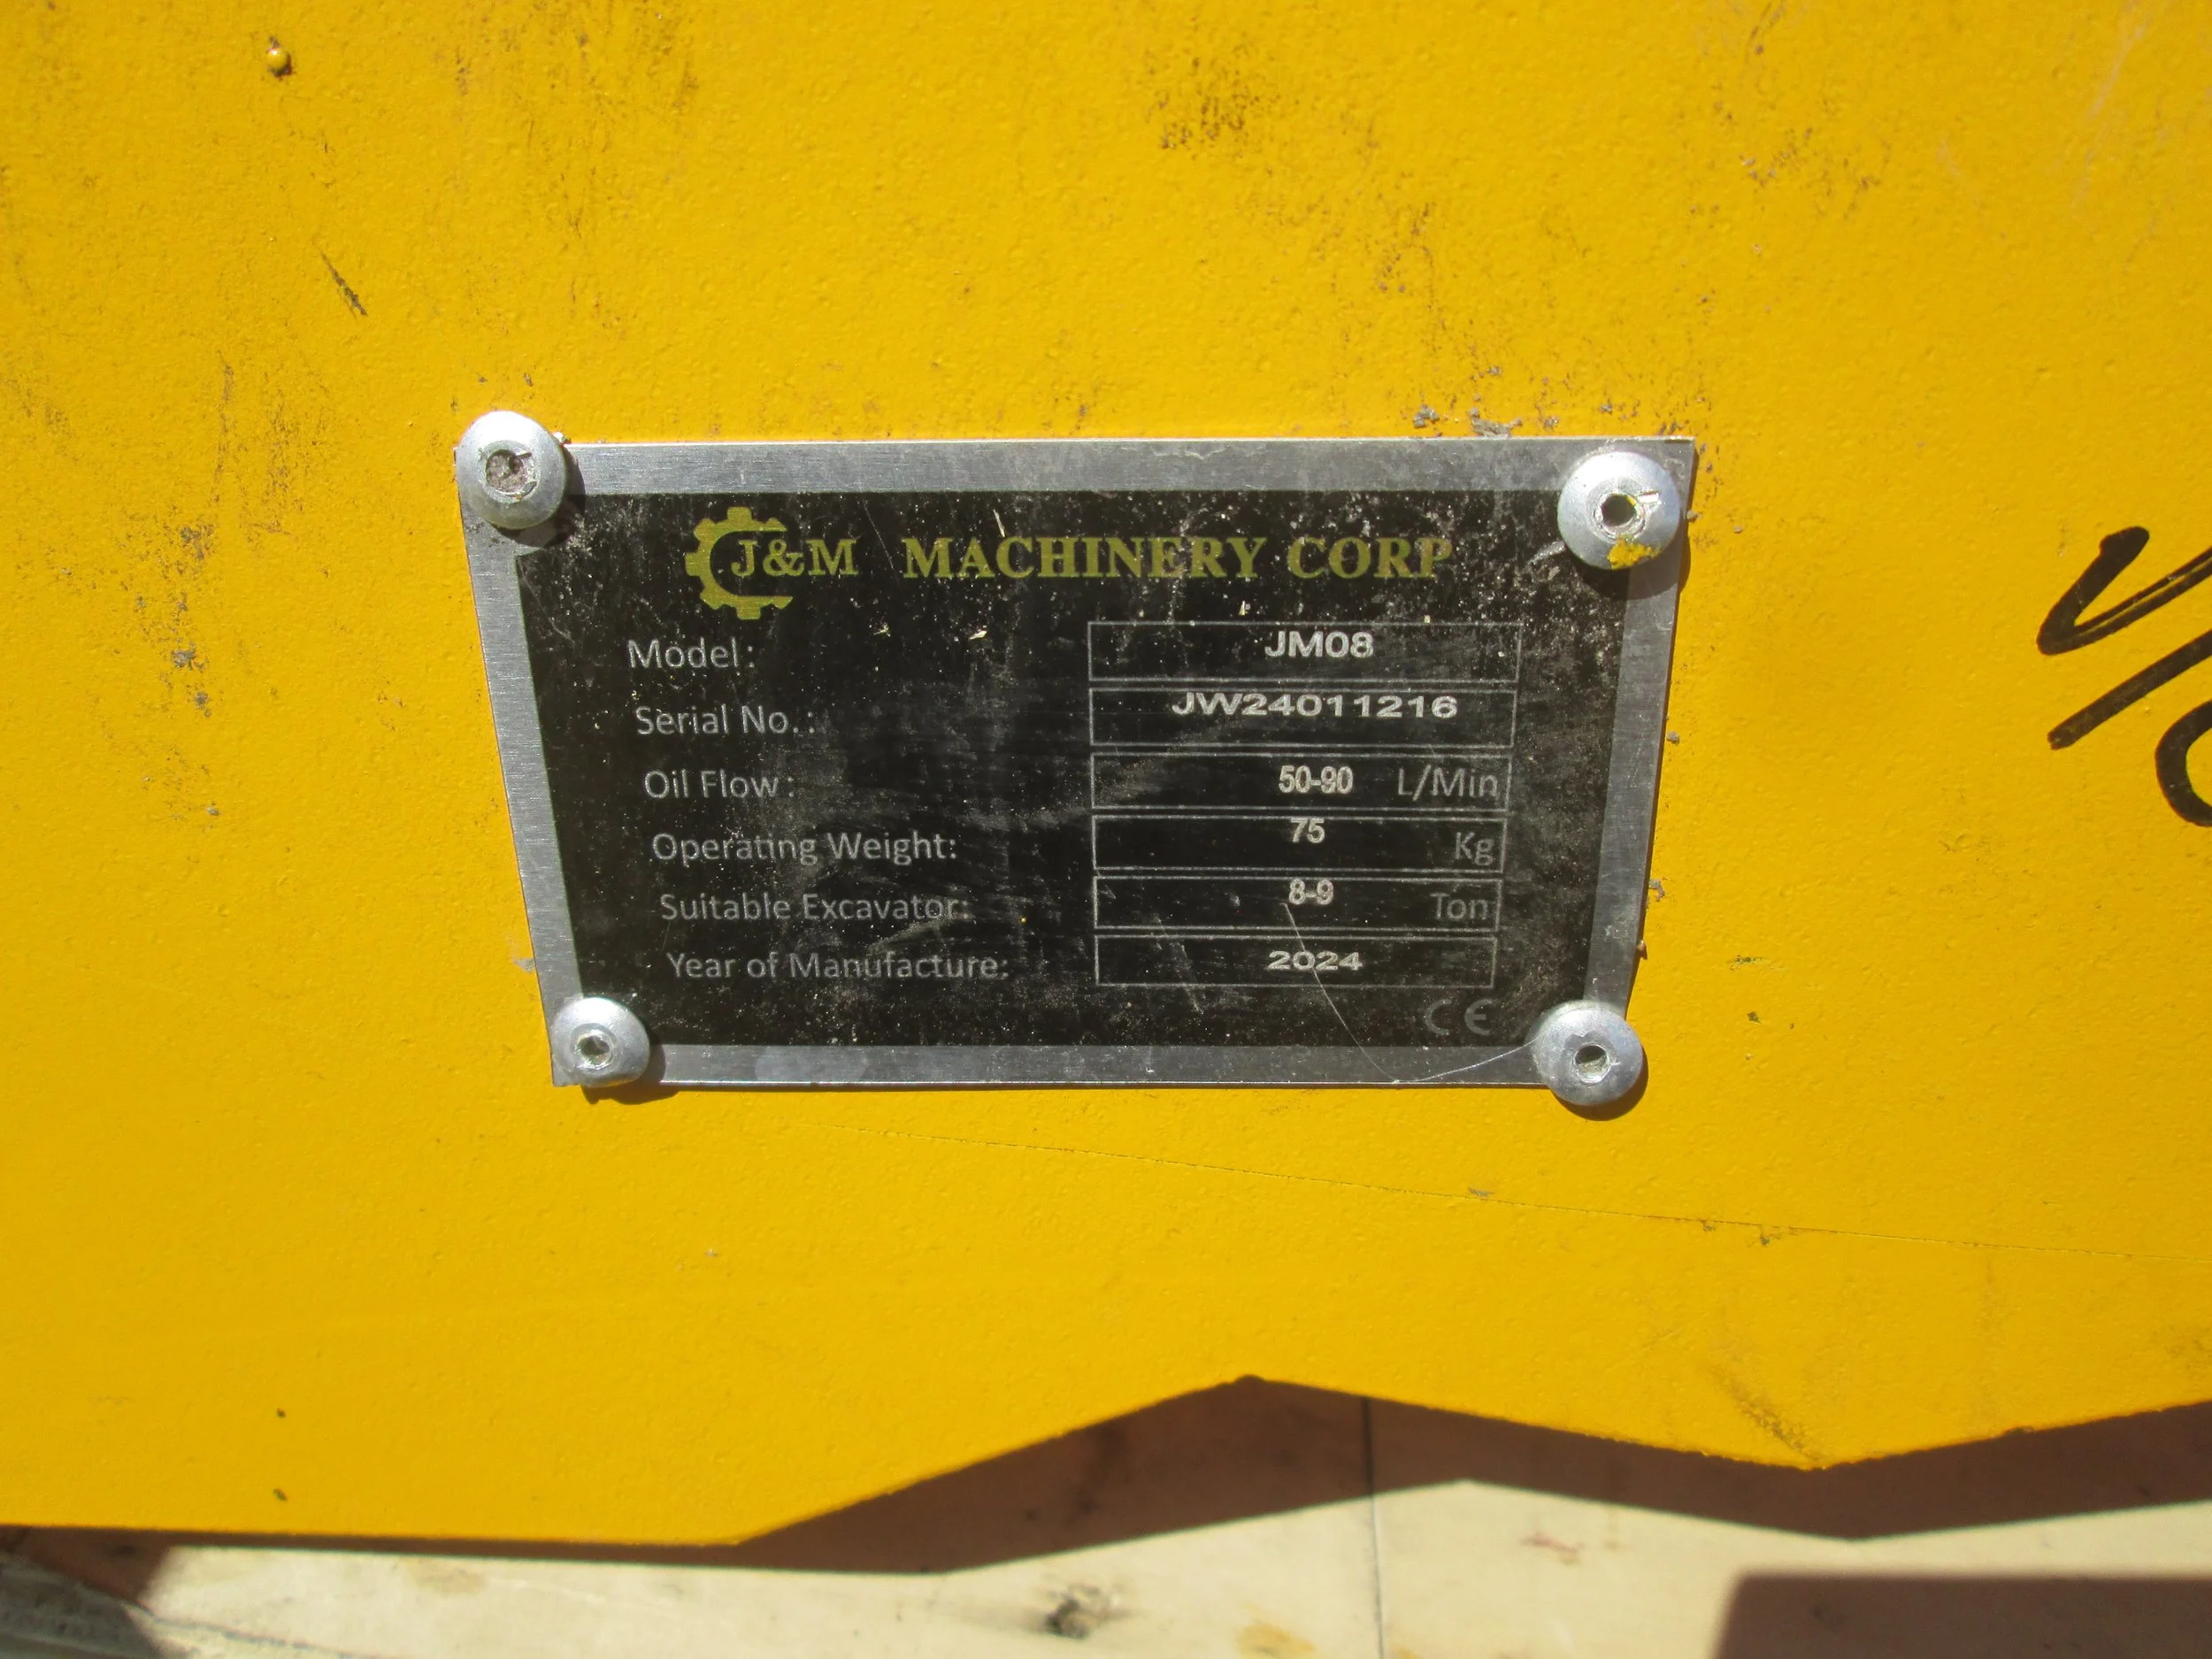 J&M MACHINERY CORP
Model: JM08
Serial No.: JW24011216
Oil Flow: 50-90 L/Min
Operating Weight: 75 Kg
Suitable Excavator: 8-9 Ton
Year of Manufacture: 2024
CE